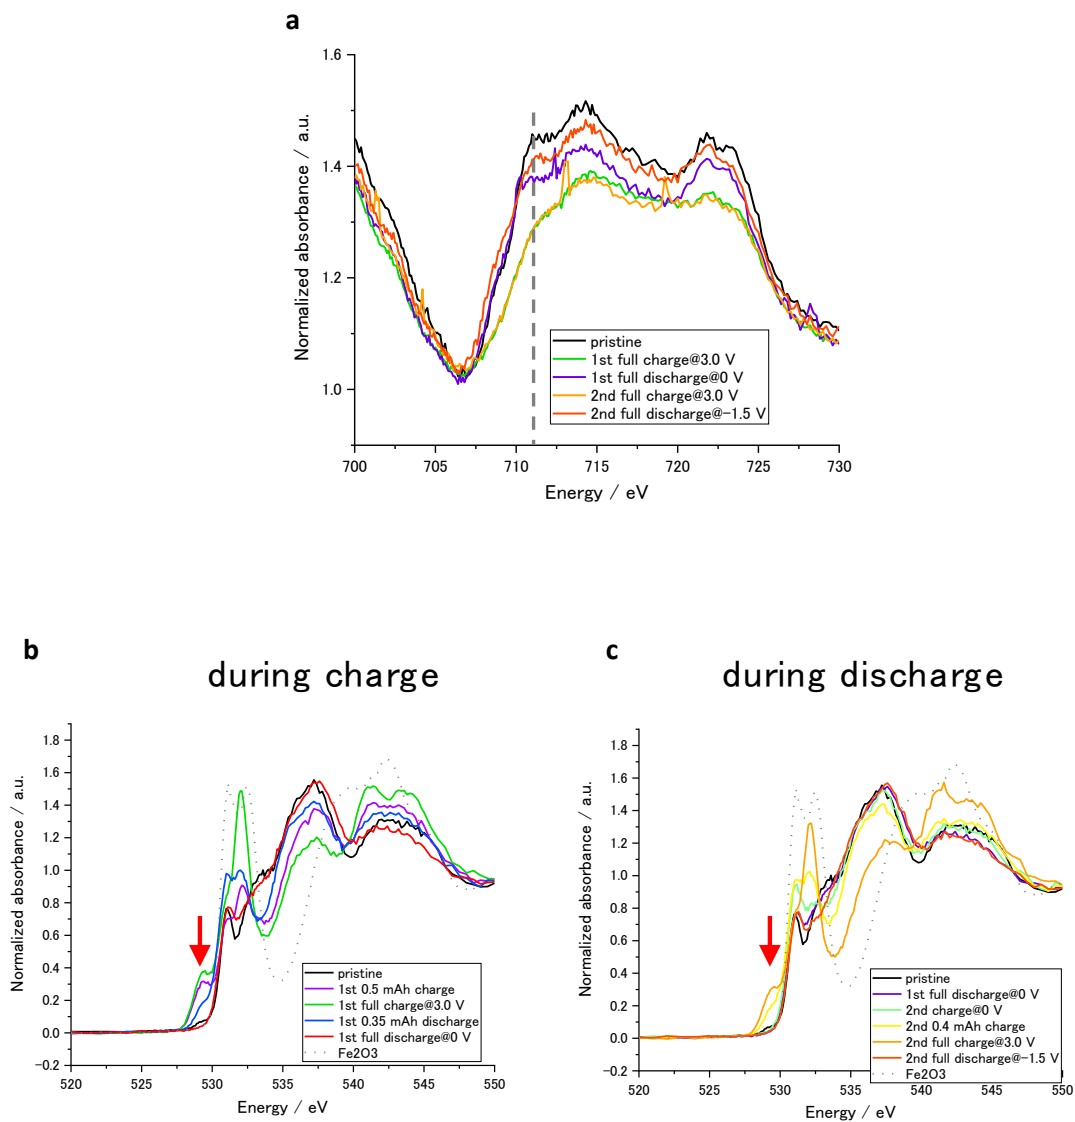 a
1.6
1.5
1.4
1.3
1.2
1.1
1.0
Normalized absorbance / a.u.
pristine
1st full charge@3.0 V
1st full discharge@0 V
2nd full charge@3.0 V
2nd full discharge@−1.5 V
700 705 710 715 720 725 730
Energy / eV
b
during charge
1.8
1.6
1.4
1.2
1.0
0.8
0.6
0.4
0.2
0.0
−0.2
Normalized absorbance / a.u.
pristine
1st 0.5 mAh charge
1st full charge@3.0 V
1st 0.35 mAh discharge
1st full discharge@0 V
Fe2O3
520 525 530 535 540 545 550
Energy / eV
c
during discharge
1.8
1.6
1.4
1.2
1.0
0.8
0.6
0.4
0.2
0.0
−0.2
Normalized absorbance / a.u.
pristine
1st full discharge@0 V
2nd charge@0 V
2nd 0.4 mAh charge
2nd full charge@3.0 V
2nd full discharge@−1.5 V
Fe2O3
520 525 530 535 540 545 550
Energy / eV